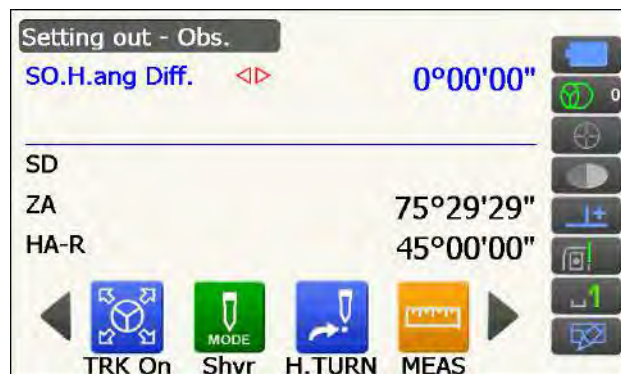 Setting out - Obs.
SO.H.ang Diff. ◁▷ 0°00'00"
0
SD
ZA 75°29'29"
HA-R 45°00'00"
1
MODE
TRK On Shvr H.TURN MEAS